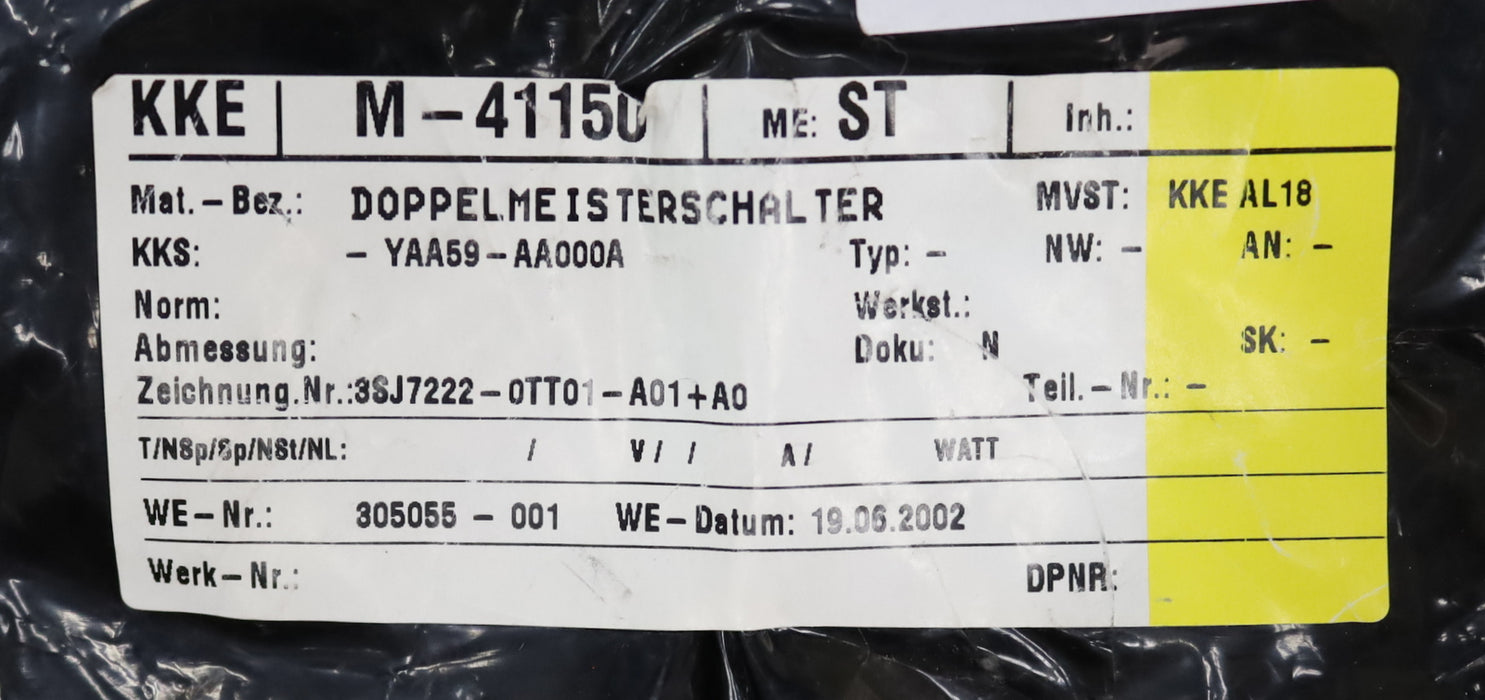 KKE M-41150 ME: ST Inh.:
Mat.-Bez.: DOPPELMEISTERSCHALTER MVST: KKE AL18
KKS: - YAA59-AA000A Typ: - NW: - AN: -
Norm: Werkst.:
Abmessung: Doku: N SK: -
Zeichnung.Nr.:3SJ7222-0TT01-A01+A0 Teil.-Nr.: -
T/NSp/Sp/NSt/NL: / V/ / A/ WATT
WE-Nr.: 305055 - 001 WE-Datum: 19.06.2002
Werk-Nr.: DPNR: